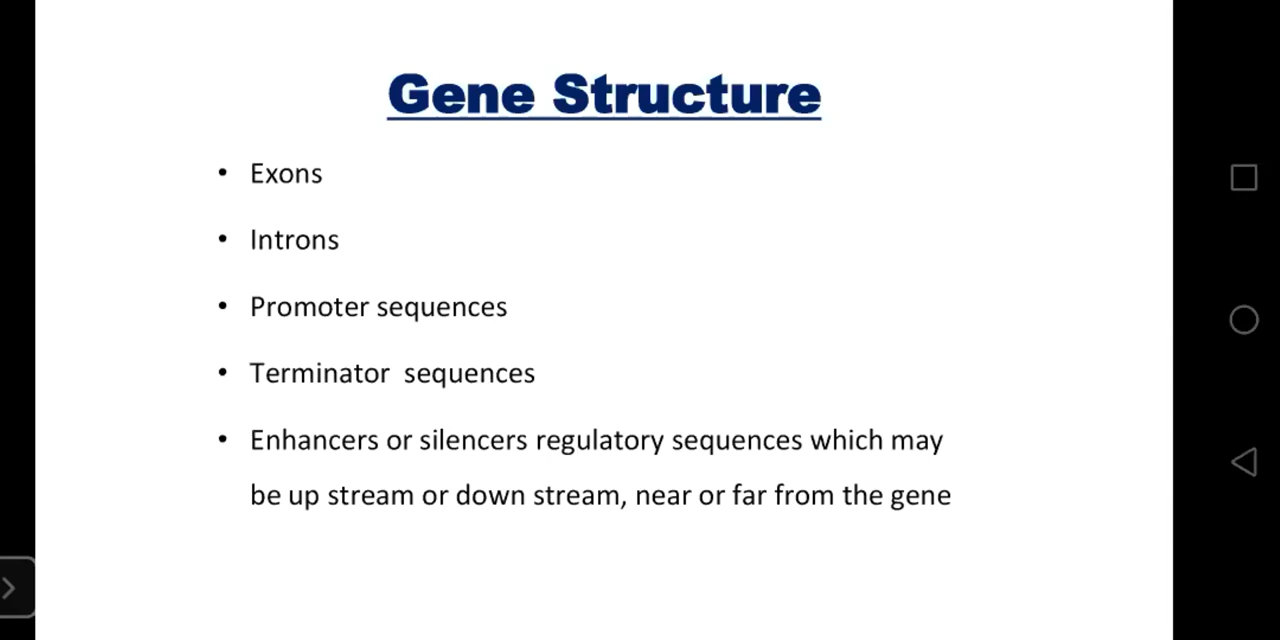 Gene Structure
• Exons
• Introns
• Promoter sequences
• Terminator  sequences
• Enhancers or silencers regulatory sequences which may
be up stream or down stream, near or far from the gene